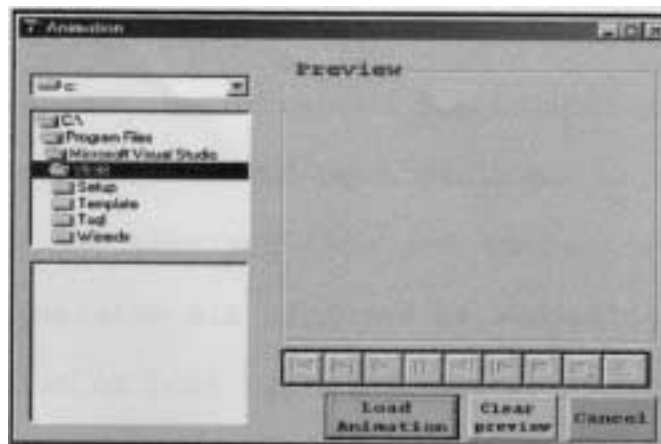 Animation
Preview
c:
C:\
Program Files
Microsoft Visual Studio
Setup
Template
Tool
Wizards
Load Animation
Clear preview
Cancel